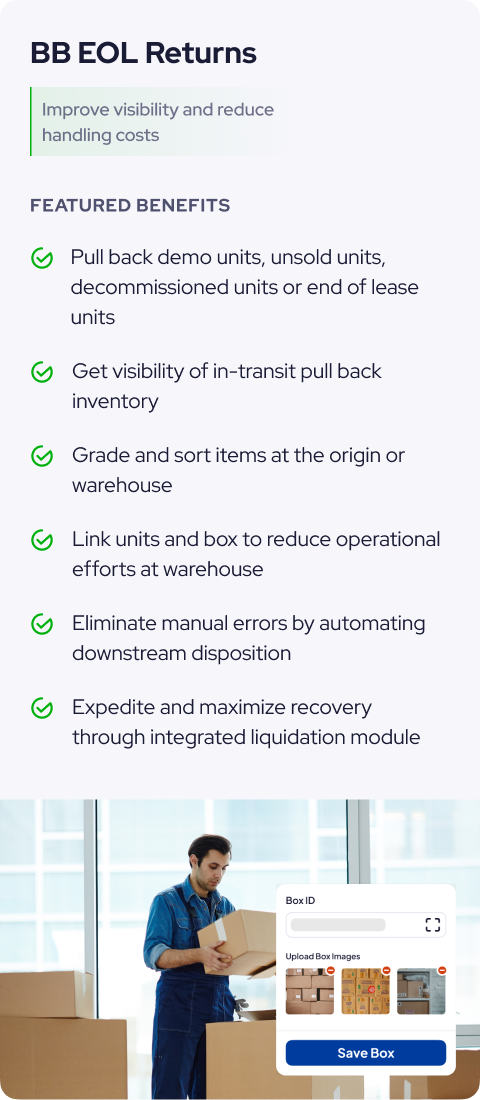 BB EOL Returns
Improve visibility and reduce
handling costs
FEATURED BENEFITS
Pull back demo units, unsold units,
decommissioned units or end of lease
units
Get visibility of in-transit pull back
inventory
Grade and sort items at the origin or
warehouse
Link units and box to reduce operational
efforts at warehouse
Eliminate manual errors by automating
downstream disposition
Expedite and maximize recovery
through integrated liquidation module
Box ID
Upload Box Images
Save Box